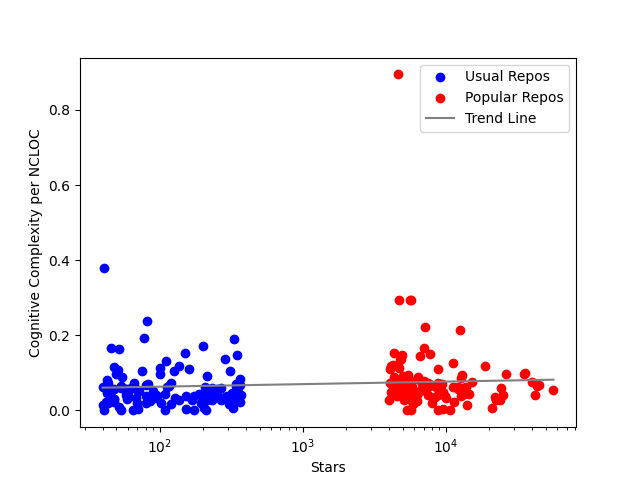 Usual Repos
Popular Repos
Trend Line
Cognitive Complexity per NCLOC
0.8
0.6
0.4
0.2
0.0
10²
10³
10⁴
Stars